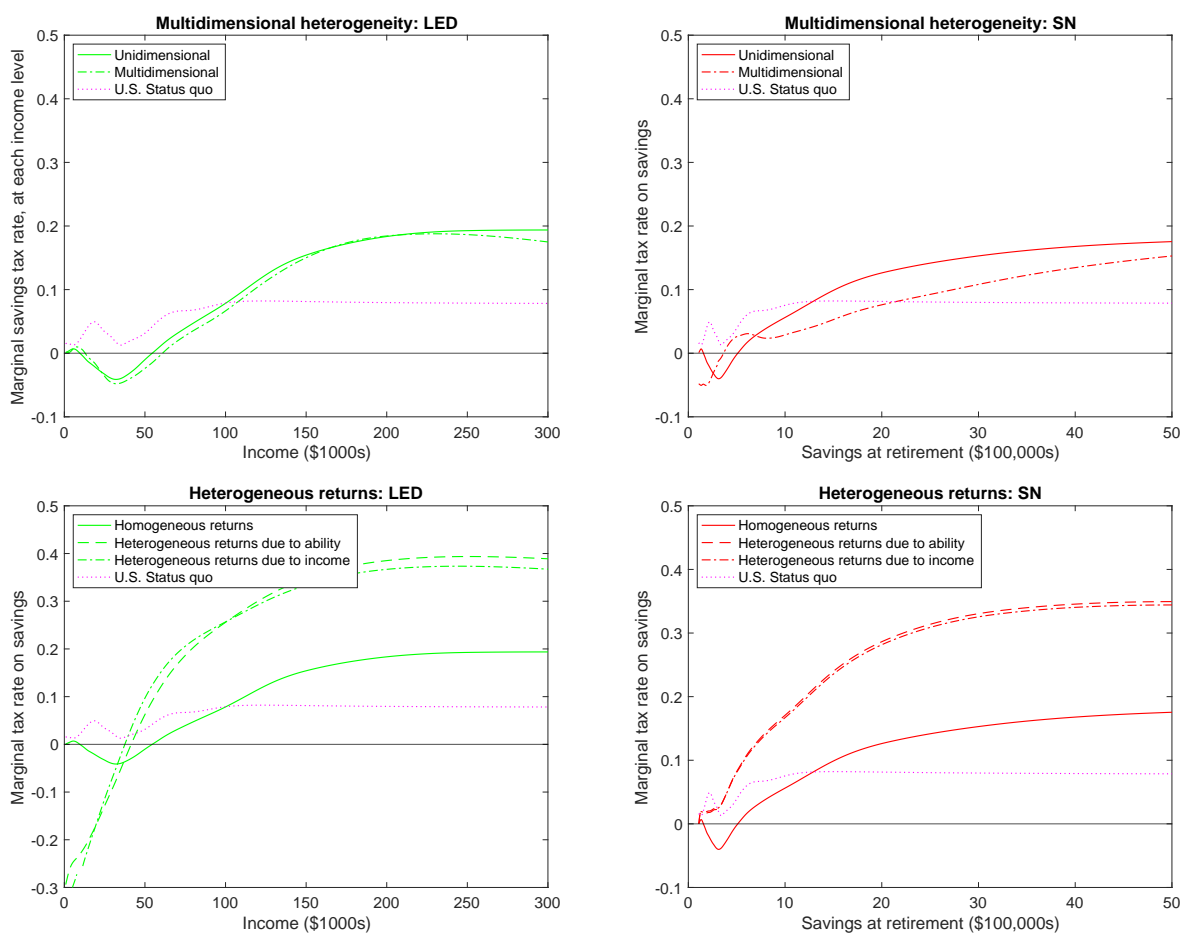 Multidimensional heterogeneity: LED
0.5
0.4
0.3
0.2
0.1
0
-0.1
Marginal savings tax rate, at each income level
Unidimensional
Multidimensional
U.S. Status quo
0 50 100 150 200 250 300
Income ($1000s)
Multidimensional heterogeneity: SN
0.5
0.4
0.3
0.2
0.1
0
-0.1
Marginal tax rate on savings
Unidimensional
Multidimensional
U.S. Status quo
0 10 20 30 40 50
Savings at retirement ($100,000s)
Heterogeneous returns: LED
0.5
0.4
0.3
0.2
0.1
0
-0.1
-0.2
-0.3
Marginal tax rate on savings
Homogeneous returns
Heterogeneous returns due to ability
Heterogeneous returns due to income
U.S. Status quo
0 50 100 150 200 250 300
Income ($1000s)
Heterogeneous returns: SN
0.5
0.4
0.3
0.2
0.1
0
-0.1
Marginal tax rate on savings
Homogeneous returns
Heterogeneous returns due to ability
Heterogeneous returns due to income
U.S. Status quo
0 10 20 30 40 50
Savings at retirement ($100,000s)